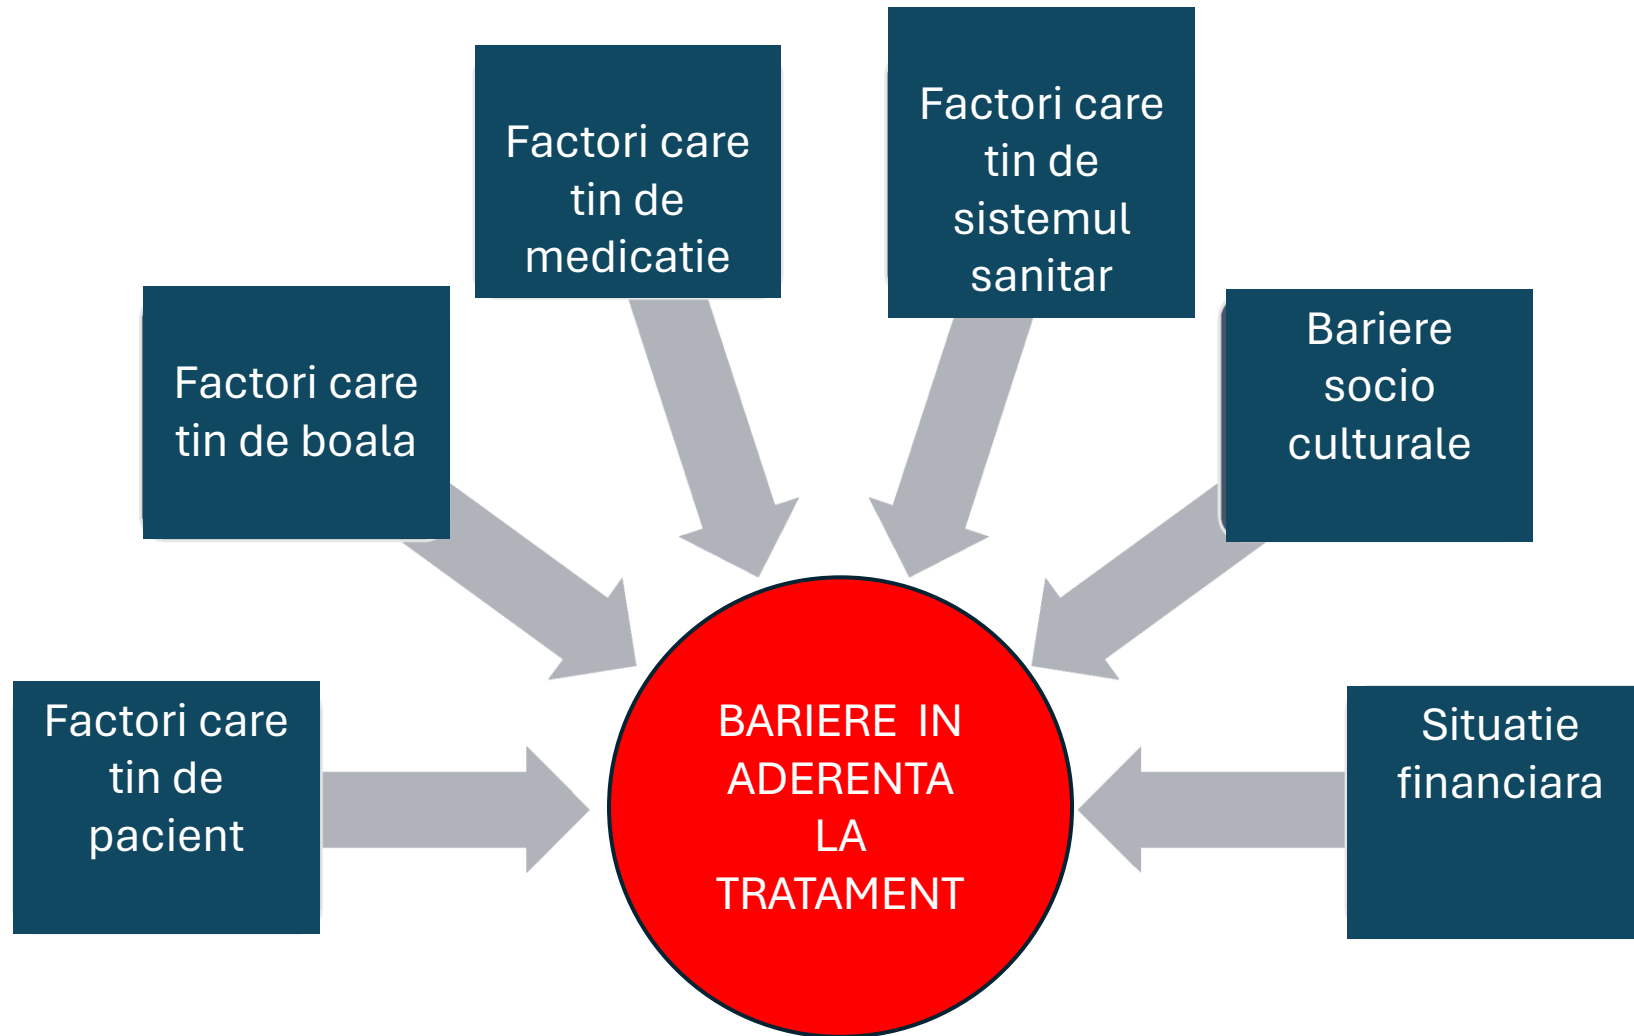 Factori care
tin de
pacient
Factori care
tin de boala
Factori care
tin de
medicatie
Factori care
tin de
sistemul
sanitar
Bariere
socio
culturale
Situatie
financiara
BARIERE IN
ADERENTA
LA
TRATAMENT